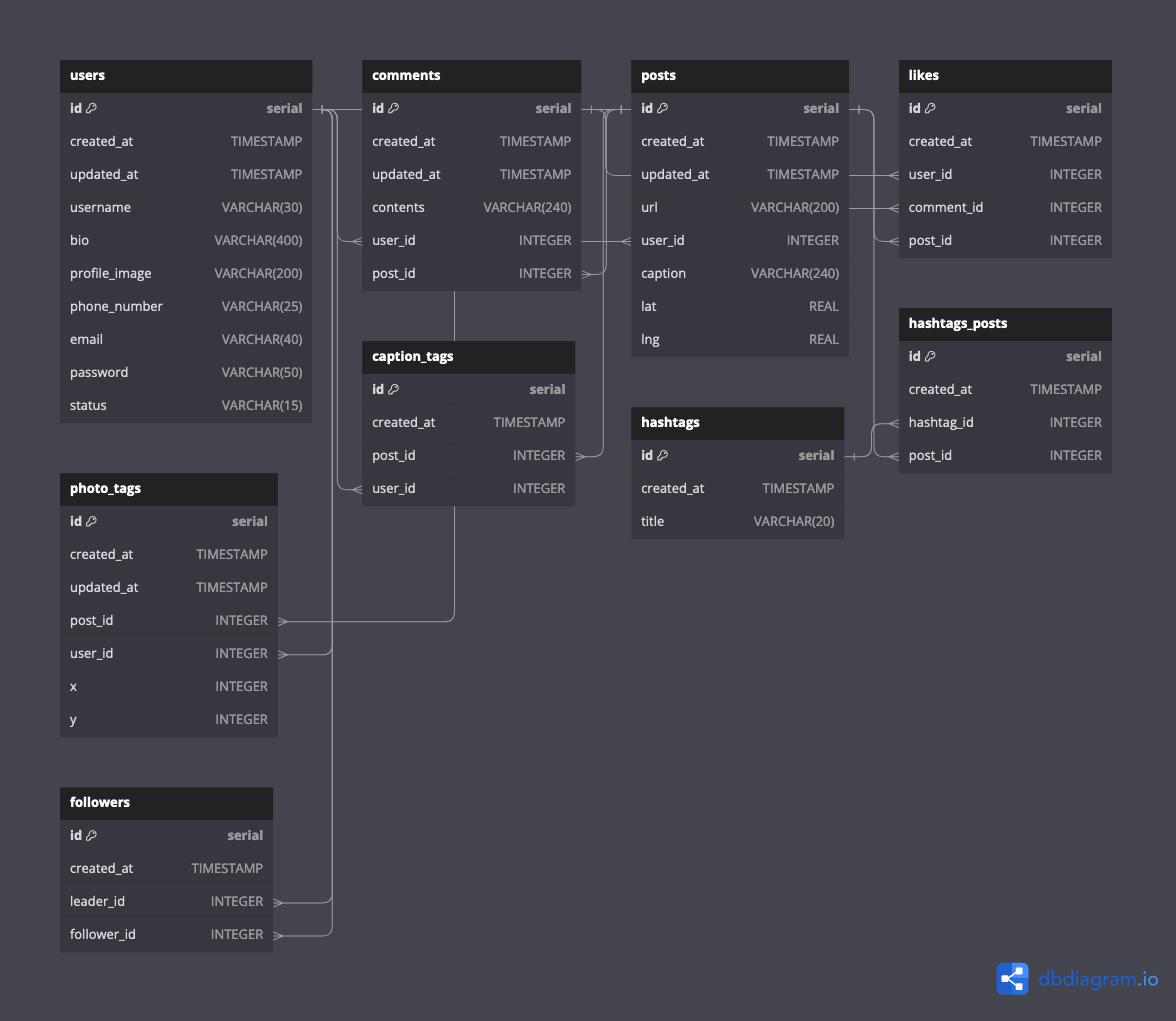 users
id serial
created_at TIMESTAMP
updated_at TIMESTAMP
username VARCHAR(30)
bio VARCHAR(400)
profile_image VARCHAR(200)
phone_number VARCHAR(25)
email VARCHAR(40)
password VARCHAR(50)
status VARCHAR(15)
comments
id serial
created_at TIMESTAMP
updated_at TIMESTAMP
contents VARCHAR(240)
user_id INTEGER
post_id INTEGER
posts
id serial
created_at TIMESTAMP
updated_at TIMESTAMP
url VARCHAR(200)
user_id INTEGER
caption VARCHAR(240)
lat REAL
lng REAL
likes
id serial
created_at TIMESTAMP
user_id INTEGER
comment_id INTEGER
post_id INTEGER
hashtags_posts
id serial
created_at TIMESTAMP
hashtag_id INTEGER
post_id INTEGER
caption_tags
id serial
created_at TIMESTAMP
post_id INTEGER
user_id INTEGER
hashtags
id serial
created_at TIMESTAMP
title VARCHAR(20)
photo_tags
id serial
created_at TIMESTAMP
updated_at TIMESTAMP
post_id INTEGER
user_id INTEGER
x INTEGER
y INTEGER
followers
id serial
created_at TIMESTAMP
leader_id INTEGER
follower_id INTEGER
dbdiagram.io